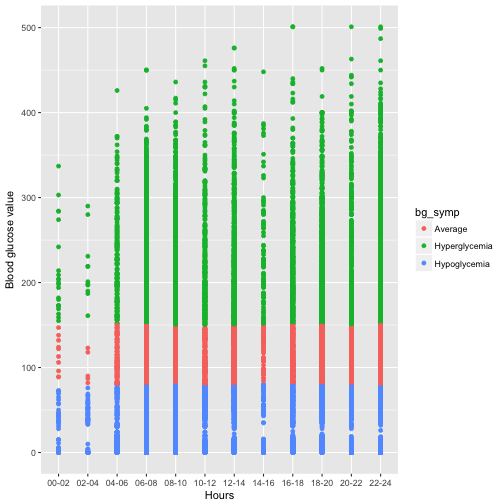 500
400
300
200
100
0
Blood glucose value
00-02 02-04 04-06 06-08 08-10 10-12 12-14 14-16 16-18 18-20 20-22 22-24
Hours
bg_symp
Average
Hyperglycemia
Hypoglycemia